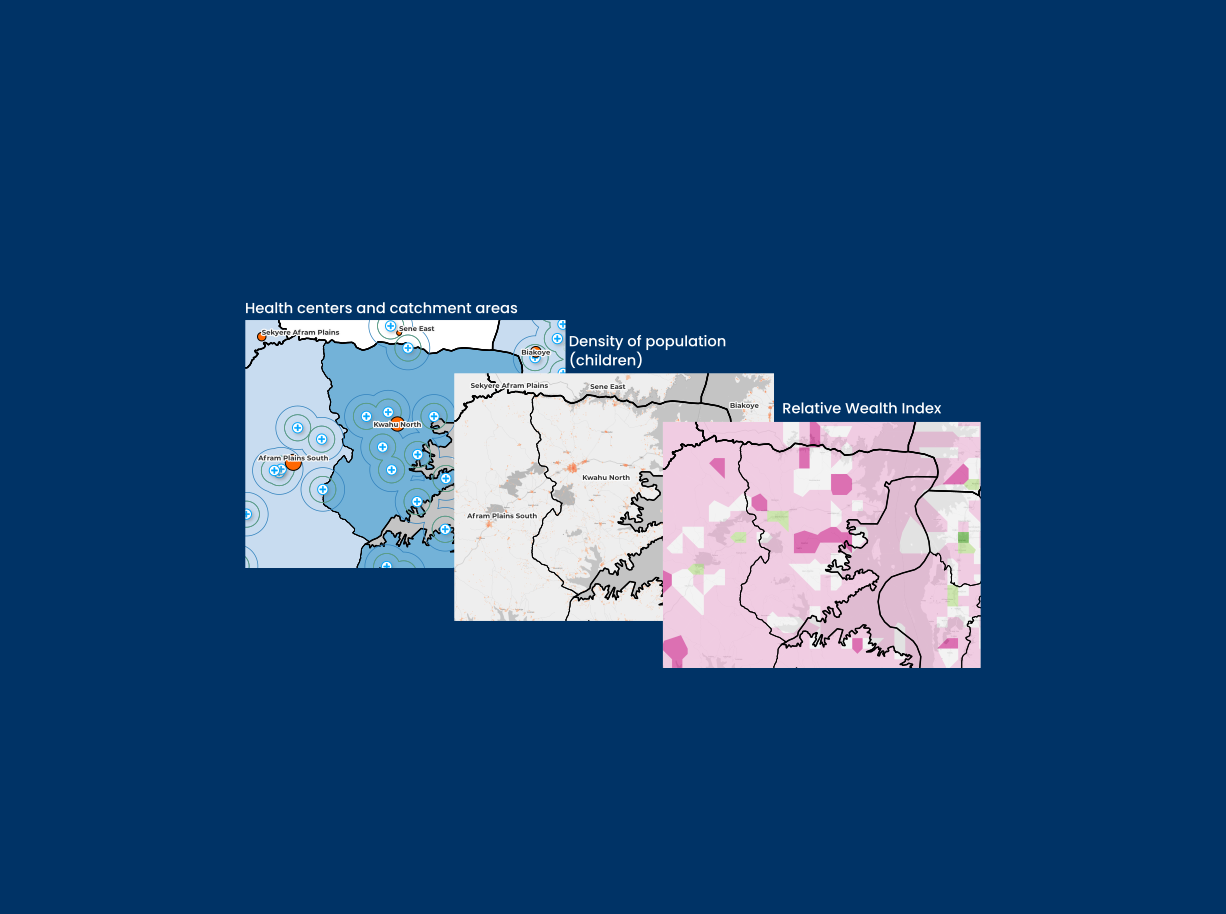 Health centers and catchment areas
Sekyere Afram Plains
Sene East
Biakoye
Kwahu North
Afram Plains South
Density of population
(children)
Sekyere Afram Plains
Sene East
Biakoye
Kwahu North
Afram Plains South
Relative Wealth Index